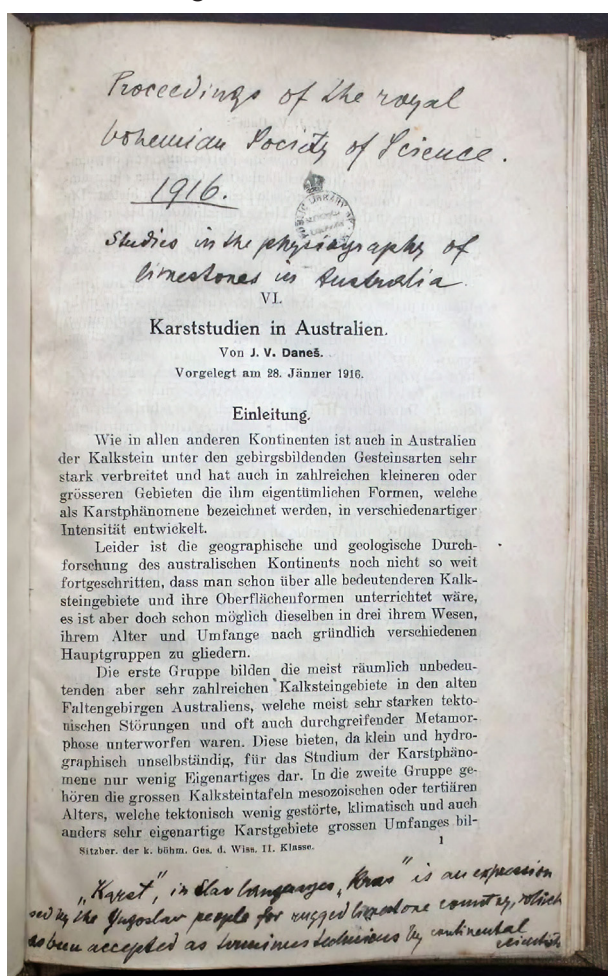 Proceedings of the royal
bohemian Society of Science.
1916.
PUBLIC LIBRARY OF
Studies in the physiography of
limestones in Australia.
VI.
Karststudien in Australien.
Von J. V. Daneš.
Vorgelegt am 28. Jänner 1916.
Einleitung.
Wie in allen anderen Kontinenten ist auch in Australien
der Kalkstein unter den gebirgsbildenden Gesteinsarten sehr
stark verbreitet und hat auch in zahlreichen kleineren oder
grösseren Gebieten die ihm eigentümlichen Formen, welche
als Karstphänomene bezeichnet werden, in verschiedenartiger
Intensität entwickelt.
Leider ist die geographische und geologische Durch-
forschung des australischen Kontinents noch nicht so weit
fortgeschritten, dass man schon über alle bedeutenderen Kalk-
steingebiete und ihre Oberflächenformen unterrichtet wäre,
es ist aber doch schon möglich dieselben in drei ihrem Wesen,
ihrem Alter und Umfange nach gründlich verschiedenen
Hauptgruppen zu gliedern.
Die erste Gruppe bilden die meist räumlich unbedeu-
tenden aber sehr zahlreichen Kalksteingebiete in den alten
Faltengebirgen Australiens, welche meist sehr starken tekto-
nischen Störungen und oft auch durchgreifender Metamor-
phose unterworfen waren. Diese bieten, da klein und hydro-
graphisch unselbständig, für das Studium der Karstphäno-
mene nur wenig Eigenartiges dar. In die zweite Gruppe ge-
hören die grossen Kalksteintafeln mesozoischen oder tertiären
Alters, welche tektonisch wenig gestörte, klimatisch und auch
anders sehr eigenartige Karstgebiete grossen Umfanges bil-
Sitzber. der k. böhm. Ges. d. Wiss. II. Klasse.
1
„Karst", in Slav languages „Kras" is an expression
sed by the Yugoslav people for rugged limestone country, which
as been accepted as terminus technicus by continental
scientists